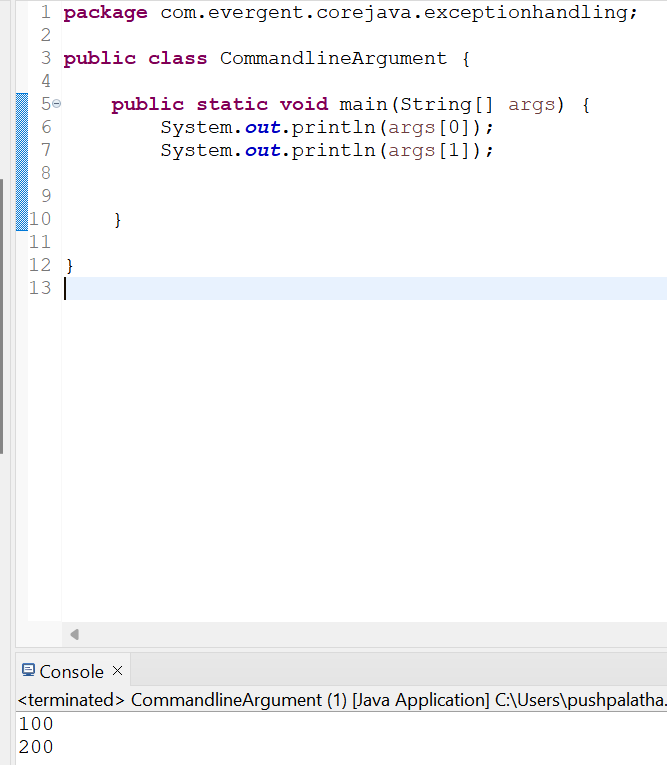 1 package com.evergent.corejava.exceptionhandling;
2
3 public class CommandlineArgument {
4
5     public static void main(String[] args) {
6         System.out.println(args[0]);
7         System.out.println(args[1]);
8
9
10     }
11
12 }
13
Console ×
<terminated> CommandlineArgument (1) [Java Application] C:\Users\pushpalatha.
100
200